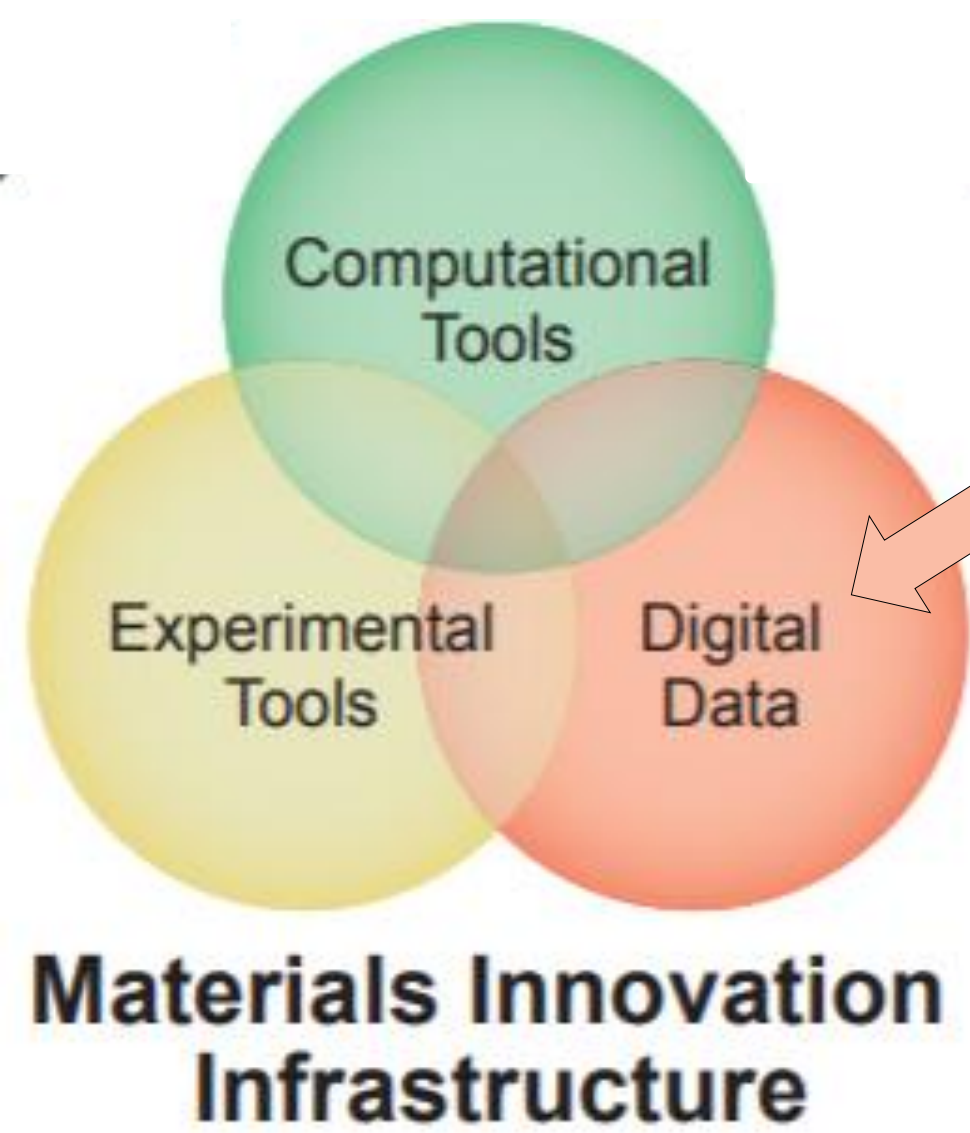 Computational
Tools
Experimental
Tools
Digital
Data
Materials Innovation
Infrastructure